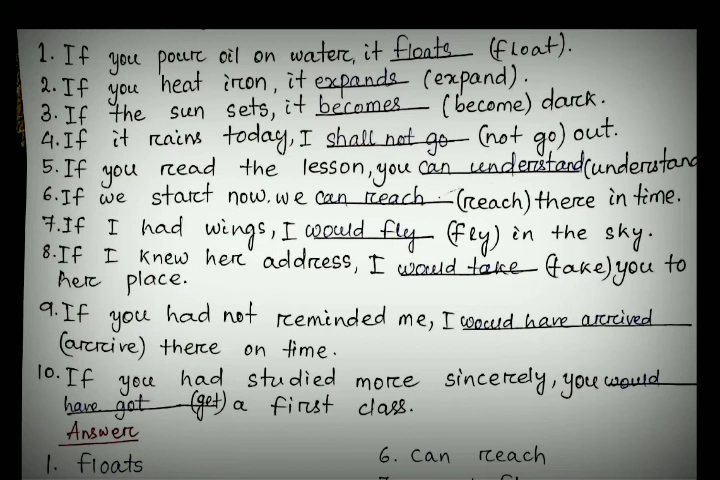 1. If you pour oil on water, it floats (float).
2. If you heat iron, it expands (expand).
3. If the sun sets, it becomes (become) dark.
4. If it rains today, I shall not go (not go) out.
5. If you read the lesson, you can understand (understand
6. If we start now. we can reach (reach) there in time.
7. If I had wings, I would fly (fly) in the sky.
8. If I knew her address, I would take (take) you to
her place.
9. If you had not reminded me, I would have arrived
(arrive) there on time.
10. If you had studied more sincerely, you would
have got (get) a first class.
Answer
1. floats 6. can reach